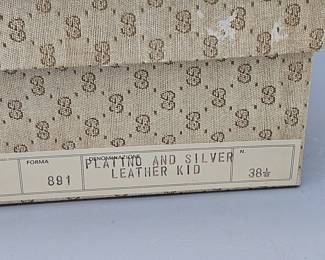 FORMA DENOMINAZIONE N.
891 PLATINO AND SILVER 38½
LEATHER KID